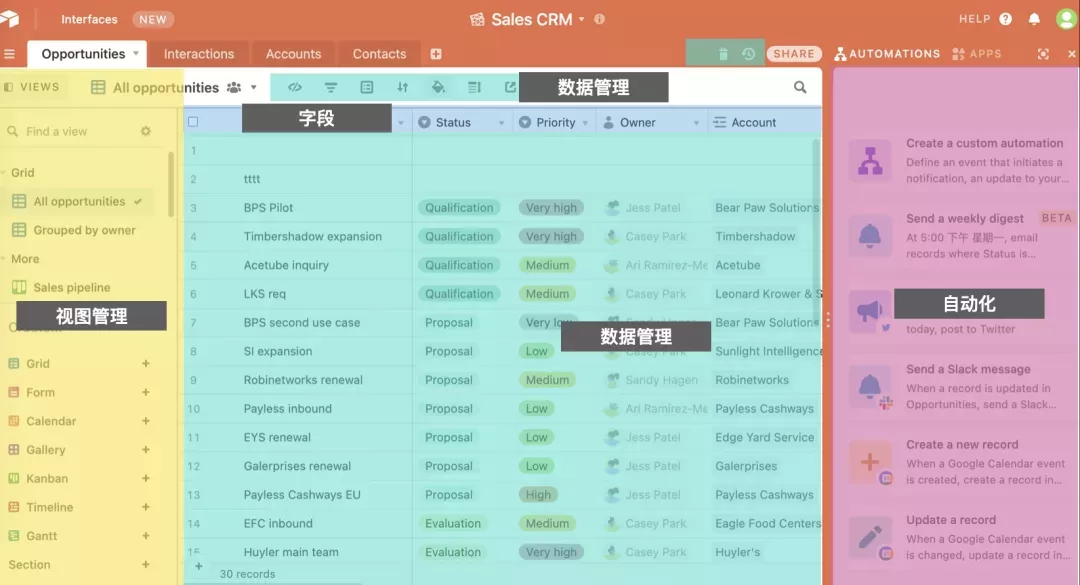 Interfaces NEW Sales CRM HELP
Opportunities Interactions Accounts Contacts SHARE AUTOMATIONS APPS
VIEWS All opportunities 数据管理
字段 Status Priority Owner Account
Find a view
Grid
All opportunities
Grouped by owner
More
Sales pipeline
视图管理
Grid
Form
Calendar
Gallery
Kanban
Timeline
Gantt
Section
1
2 tttt
3 BPS Pilot Qualification Very high Jess Patel Bear Paw Solutions
4 Timbershadow expansion Qualification Very high Casey Park Timbershadow
5 Acetube inquiry Qualification Medium Ari Ramirez-Me Acetube
6 LKS req Qualification Medium Casey Park Leonard Krower & S
7 BPS second use case Proposal Very low Bear Paw Solutions
数据管理
8 SI expansion Proposal Low Casey Park Sunlight Intelligence
9 Robinetworks renewal Proposal Medium Sandy Hagen Robinetworks
10 Payless inbound Proposal Low Ari Ramirez-Me Payless Cashways
11 EYS renewal Proposal Low Jess Patel Edge Yard Service
12 Galerprises renewal Proposal Low Jess Patel Galerprises
13 Payless Cashways EU Proposal High Jess Patel Payless Cashways
14 EFC inbound Evaluation Medium Casey Park Eagle Food Centers
15 Huyler main team Evaluation Very high Casey Park Huyler's
30 records
Create a custom automation
Define an event that initiates a
notification, an update to your...
Send a weekly digest BETA
At 5:00 下午 星期一, email
records where Status is...
自动化
today, post to Twitter
Send a Slack message
When a record is updated in
Opportunities, send a Slack...
Create a new record
When a Google Calendar event
is created, create a record in...
Update a record
When a Google Calendar event
is changed, update a record in...